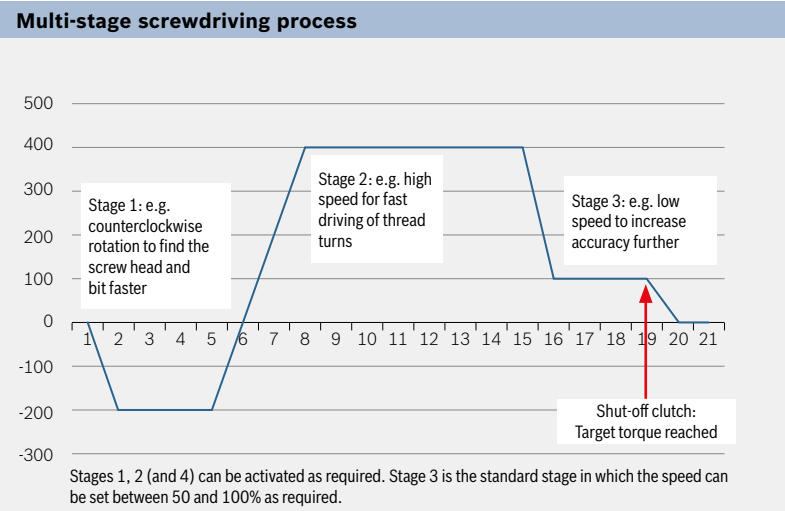 Multi-stage screwdriving process
500
400
300
200
100
0
-100
-200
-300
Stage 1: e.g.
counterclockwise
rotation to find the
screw head and
bit faster
Stage 2: e.g. high
speed for fast
driving of thread
turns
Stage 3: e.g. low
speed to increase
accuracy further
1 2 3 4 5 6 7 8 9 10 11 12 13 14 15 16 17 18 19 20 21
Shut-off clutch:
Target torque reached
Stages 1, 2 (and 4) can be activated as required. Stage 3 is the standard stage in which the speed can
be set between 50 and 100% as required.